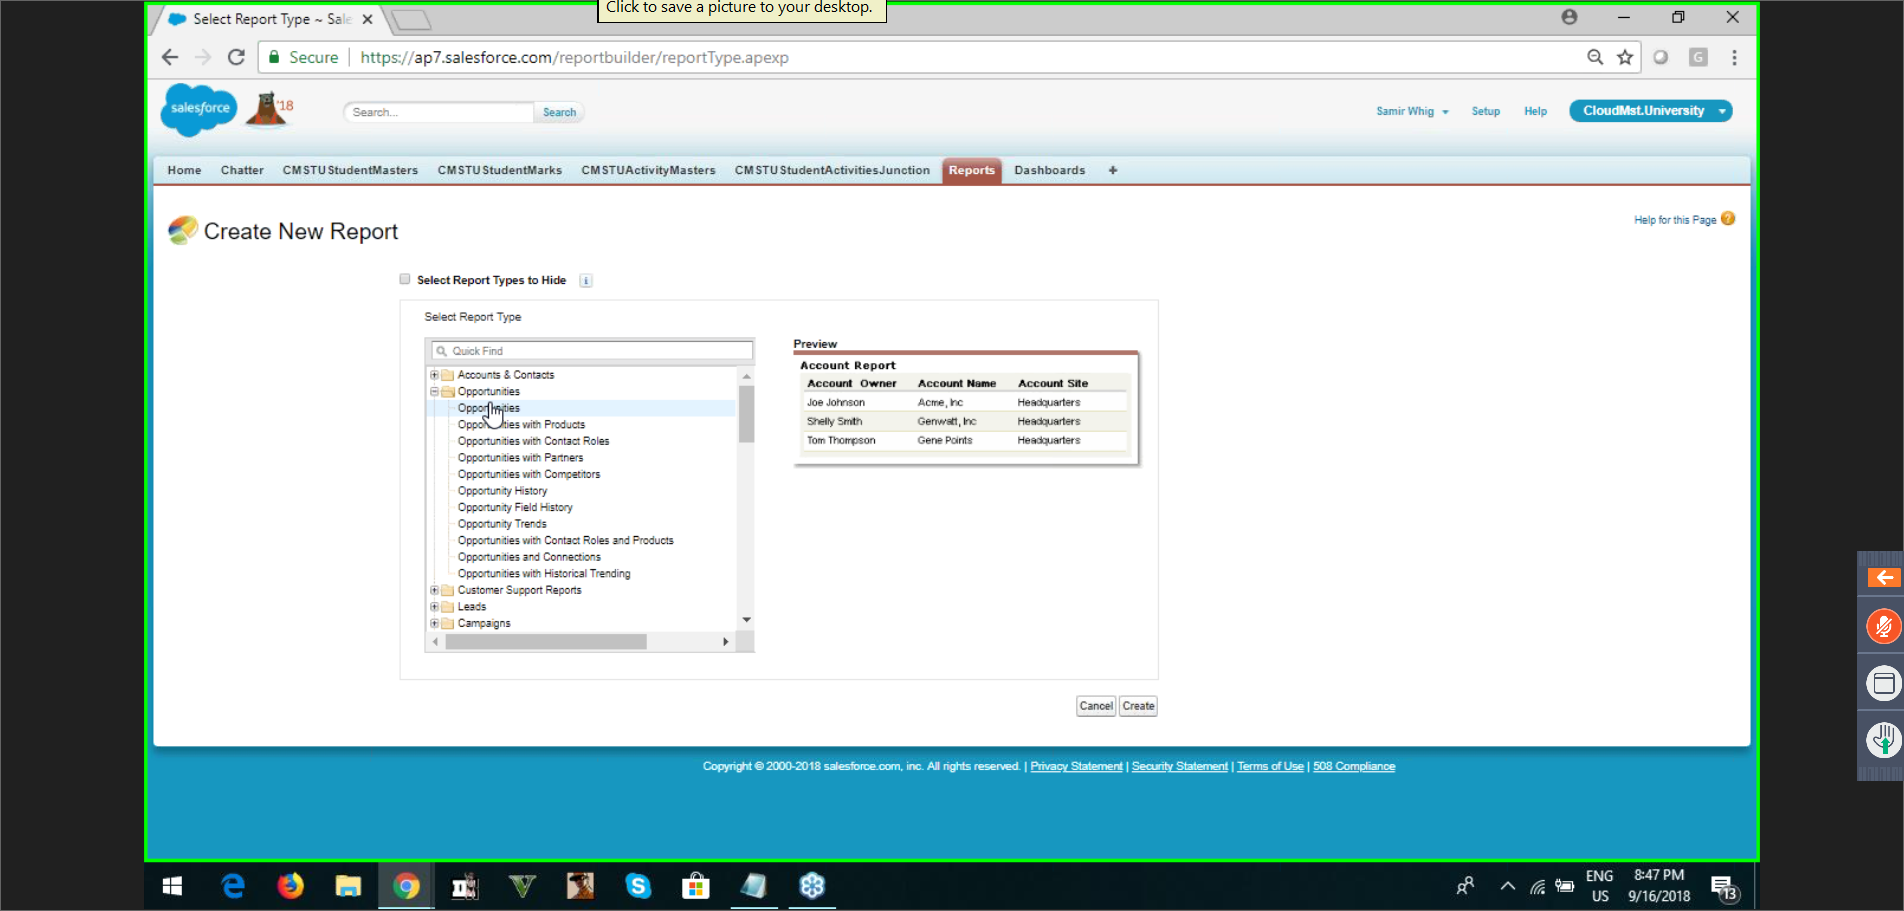 Click to save a picture to your desktop.
Select Report Type ~ Sale
Secure
https://ap7.salesforce.com/reportbuilder/reportType.apexp
G
salesforce
'18
Search...
Search
Samir Whig
Setup
Help
CloudMst.University
Home
Chatter
CMSTUStudentMasters
CMSTUStudentMarks
CMSTUActivityMasters
CMSTUStudentActivitiesJunction
Reports
Dashboards
+
Create New Report
Help for this Page
?
Select Report Types to Hide
i
Select Report Type
Quick Find
Accounts & Contacts
Opportunities
Opportunities
Opportunities with Products
Opportunities with Contact Roles
Opportunities with Partners
Opportunities with Competitors
Opportunity History
Opportunity Field History
Opportunity Trends
Opportunities with Contact Roles and Products
Opportunities and Connections
Opportunities with Historical Trending
Customer Support Reports
Leads
Campaigns
Preview
Account Report
Account Owner Account Name Account Site
Joe Johnson Acme, Inc Headquarters
Shelly Smith Genwatt, Inc Headquarters
Tom Thompson Gene Points Headquarters
Cancel
Create
Copyright © 2000-2018 salesforce.com, inc. All rights reserved. | Privacy Statement | Security Statement | Terms of Use | 508 Compliance
ENG
US
8:47 PM
9/16/2018
13